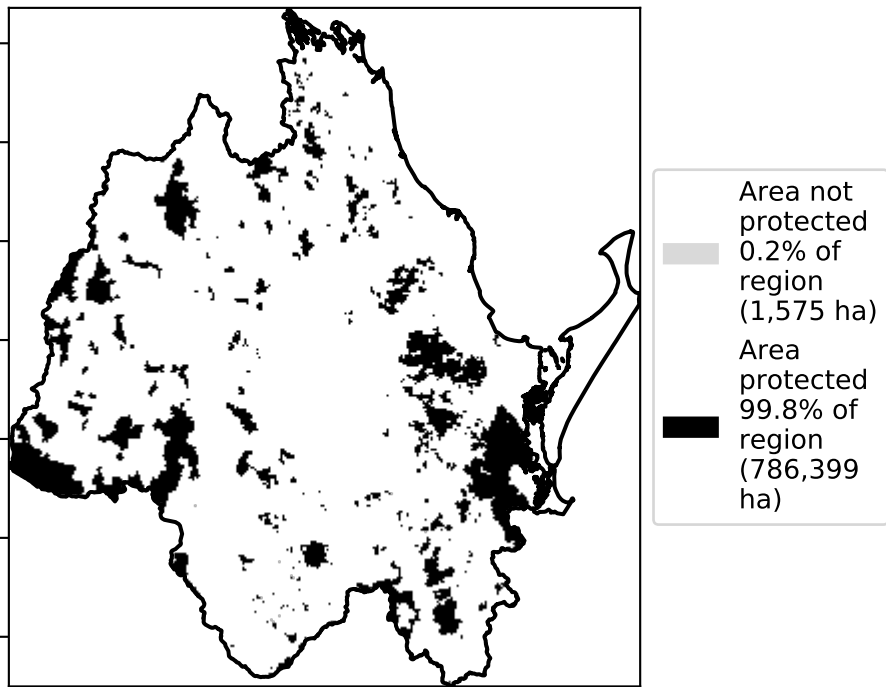 Area not
protected
0.2% of
region
(1,575 ha)
Area
protected
99.8% of
region
(786,399
ha)